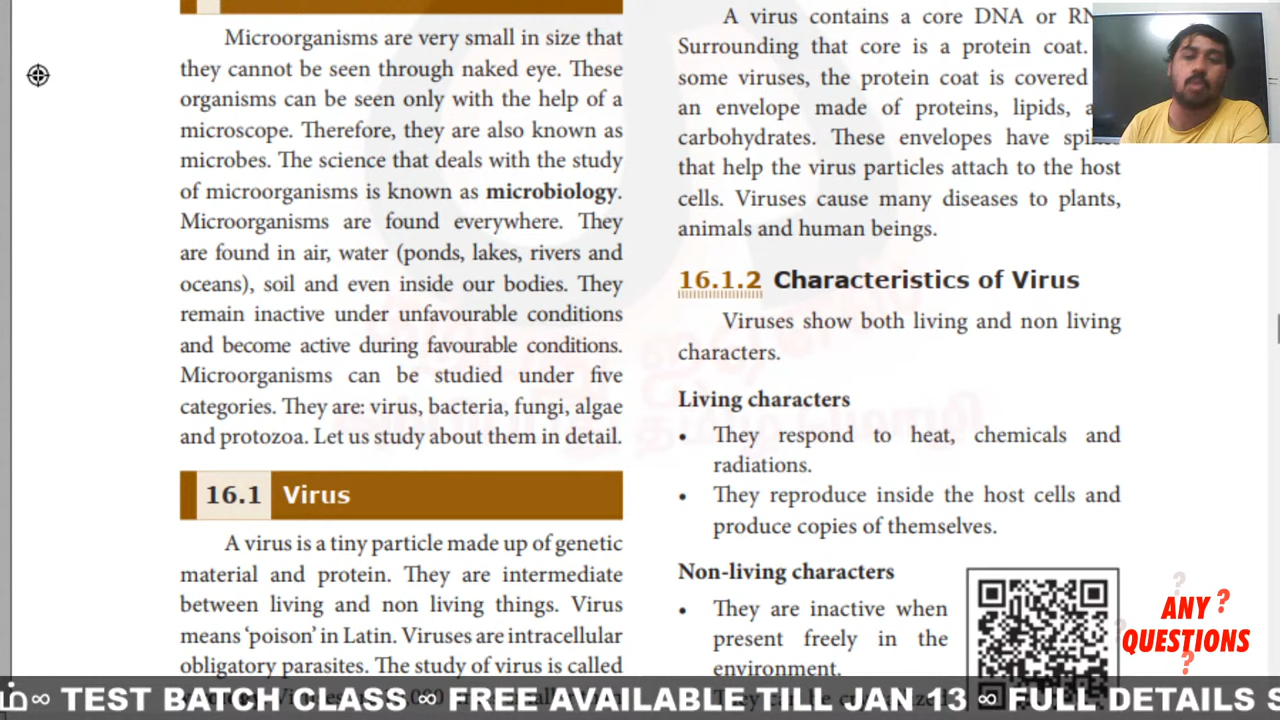 Microorganisms are very small in size that
they cannot be seen through naked eye. These
organisms can be seen only with the help of a
microscope. Therefore, they are also known as
microbes. The science that deals with the study
of microorganisms is known as microbiology.
Microorganisms are found everywhere. They
are found in air, water (ponds, lakes, rivers and
oceans), soil and even inside our bodies. They
remain inactive under unfavourable conditions
and become active during favourable conditions.
Microorganisms can be studied under five
categories. They are: virus, bacteria, fungi, algae
and protozoa. Let us study about them in detail.
16.1 Virus
A virus is a tiny particle made up of genetic
material and protein. They are intermediate
between living and non living things. Virus
means ‘poison’ in Latin. Viruses are intracellular
obligatory parasites. The study of virus is called
A virus contains a core DNA or
Surrounding that core is a protein coat.
some viruses, the protein coat is covered
an envelope made of proteins, lipids,
carbohydrates. These envelopes have
that help the virus particles attach to the host
cells. Viruses cause many diseases to plants,
animals and human beings.
16.1.2 Characteristics of Virus
Viruses show both living and non living
characters.
Living characters
• They respond to heat, chemicals and
radiations.
• They reproduce inside the host cells and
produce copies of themselves.
Non-living characters
• They are inactive when
present freely in the
environment.
ANY ?
QUESTIONS
?
∞ TEST BATCH CLASS ∞ FREE AVAILABLE TILL JAN 13 ∞ FULL DETAILS